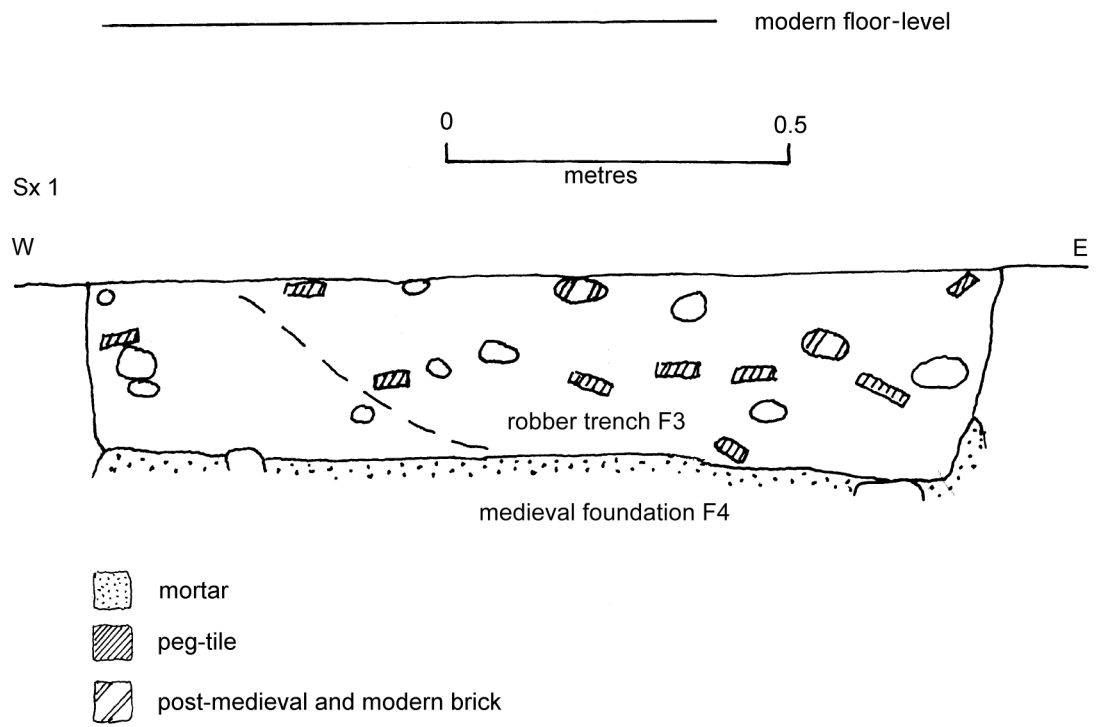 modern floor-level
0 0.5
metres
Sx 1
W E
robber trench F3
medieval foundation F4
mortar
peg-tile
post-medieval and modern brick